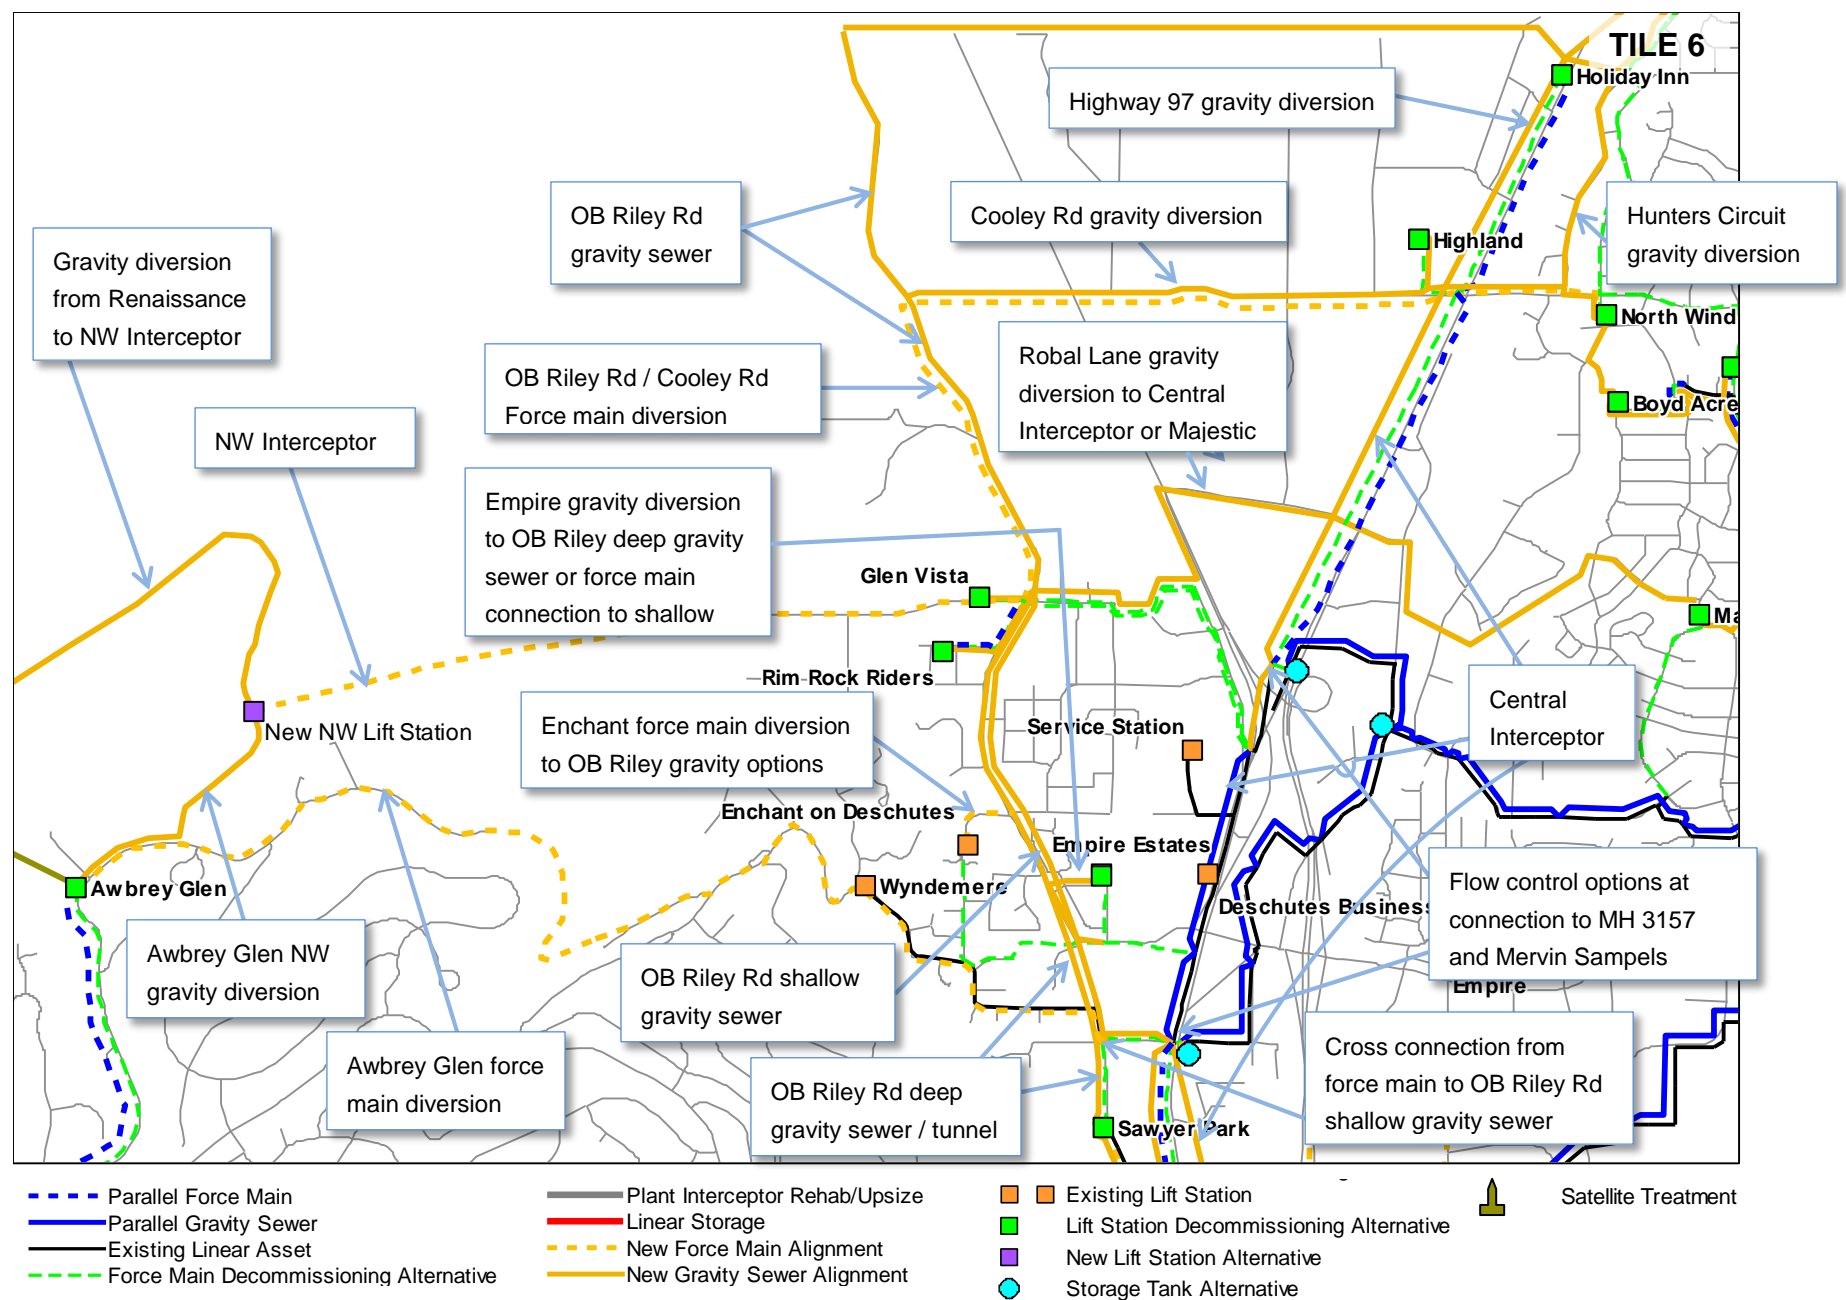 TILE 6
Holiday Inn
Highway 97 gravity diversion
OB Riley Rd
gravity sewer
Cooley Rd gravity diversion
Hunters Circuit
gravity diversion
Highland
Gravity diversion
from Renaissance
to NW Interceptor
North Wind
OB Riley Rd / Cooley Rd
Force main diversion
Robal Lane gravity
diversion to Central
Interceptor or Majestic
Boyd Acre
NW Interceptor
Empire gravity diversion
to OB Riley deep gravity
sewer or force main
connection to shallow
Glen Vista
Ma
Rim Rock Riders
Central
Interceptor
New NW Lift Station
Enchant force main diversion
to OB Riley gravity options
Service Station
Enchant on Deschutes
Empire Estates
Awbrey Glen
Wyndemere
Deschutes Business
Flow control options at
connection to MH 3157
and Mervin Sampels
Empire
Awbrey Glen NW
gravity diversion
OB Riley Rd shallow
gravity sewer
Awbrey Glen force
main diversion
OB Riley Rd deep
gravity sewer / tunnel
Cross connection from
force main to OB Riley Rd
shallow gravity sewer
Sawyer Park
Parallel Force Main
Parallel Gravity Sewer
Existing Linear Asset
Force Main Decommissioning Alternative
Plant Interceptor Rehab/Upsize
Linear Storage
New Force Main Alignment
New Gravity Sewer Alignment
Existing Lift Station
Lift Station Decommissioning Alternative
New Lift Station Alternative
Storage Tank Alternative
Satellite Treatment